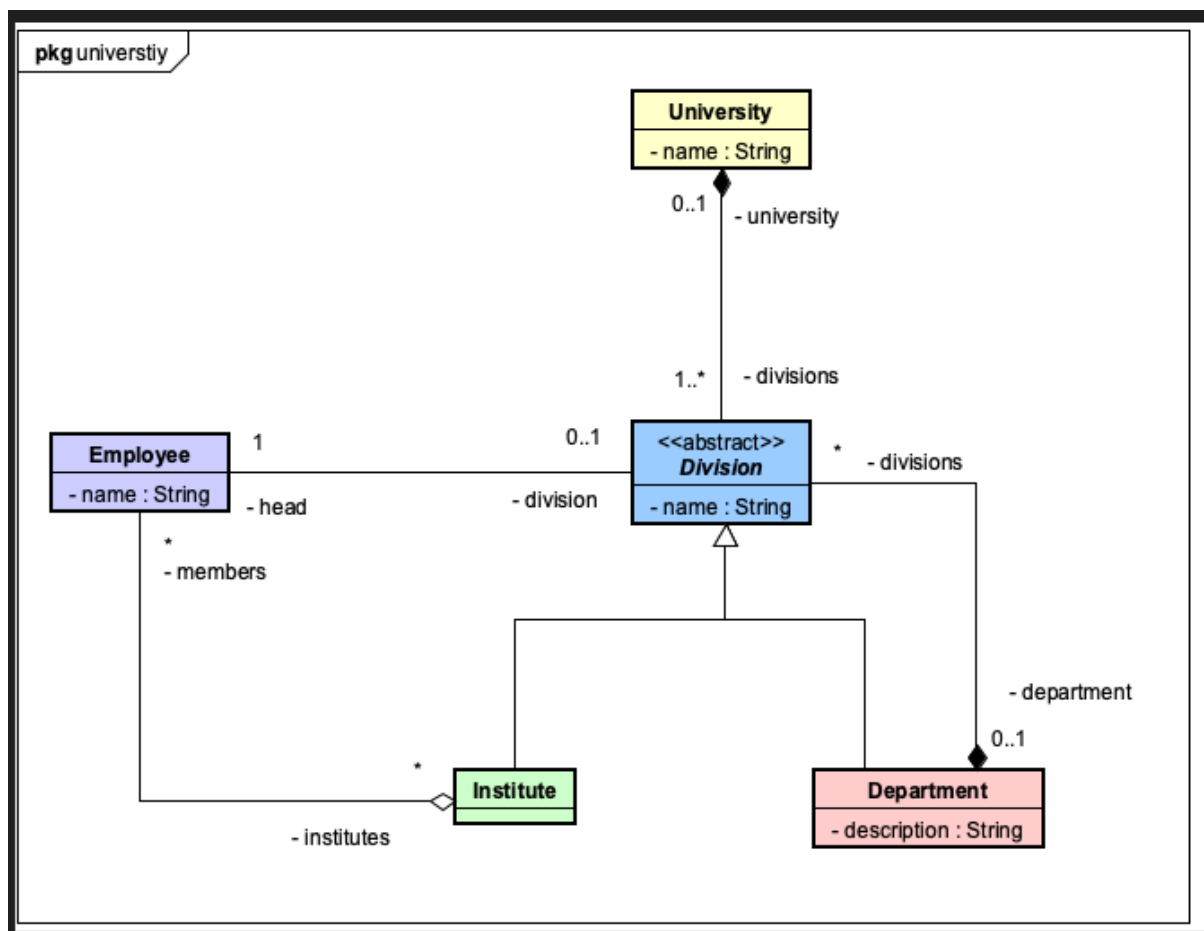 pkg universtiy
University
- name : String
0..1
- university
1..*
- divisions
Employee
- name : String
1
- head
0..1
- division
<<abstract>>
Division
- name : String
*
- divisions
*
- members
- department
0..1
*
- institutes
Institute
Department
- description : String